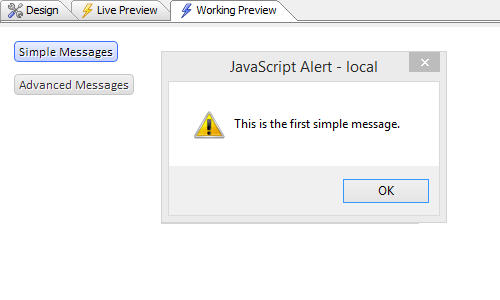 Design
Live Preview
Working Preview
Simple Messages
Advanced Messages
JavaScript Alert - local
This is the first simple message.
OK